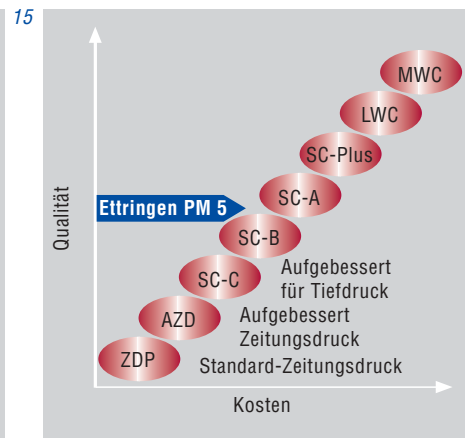 15
MWC
LWC
SC-Plus
SC-A
Ettringen PM 5
SC-B
SC-C
Aufgebessert
für Tiefdruck
AZD
Aufgebessert
Zeitungsdruck
ZDP
Standard-Zeitungsdruck
Qualität
Kosten